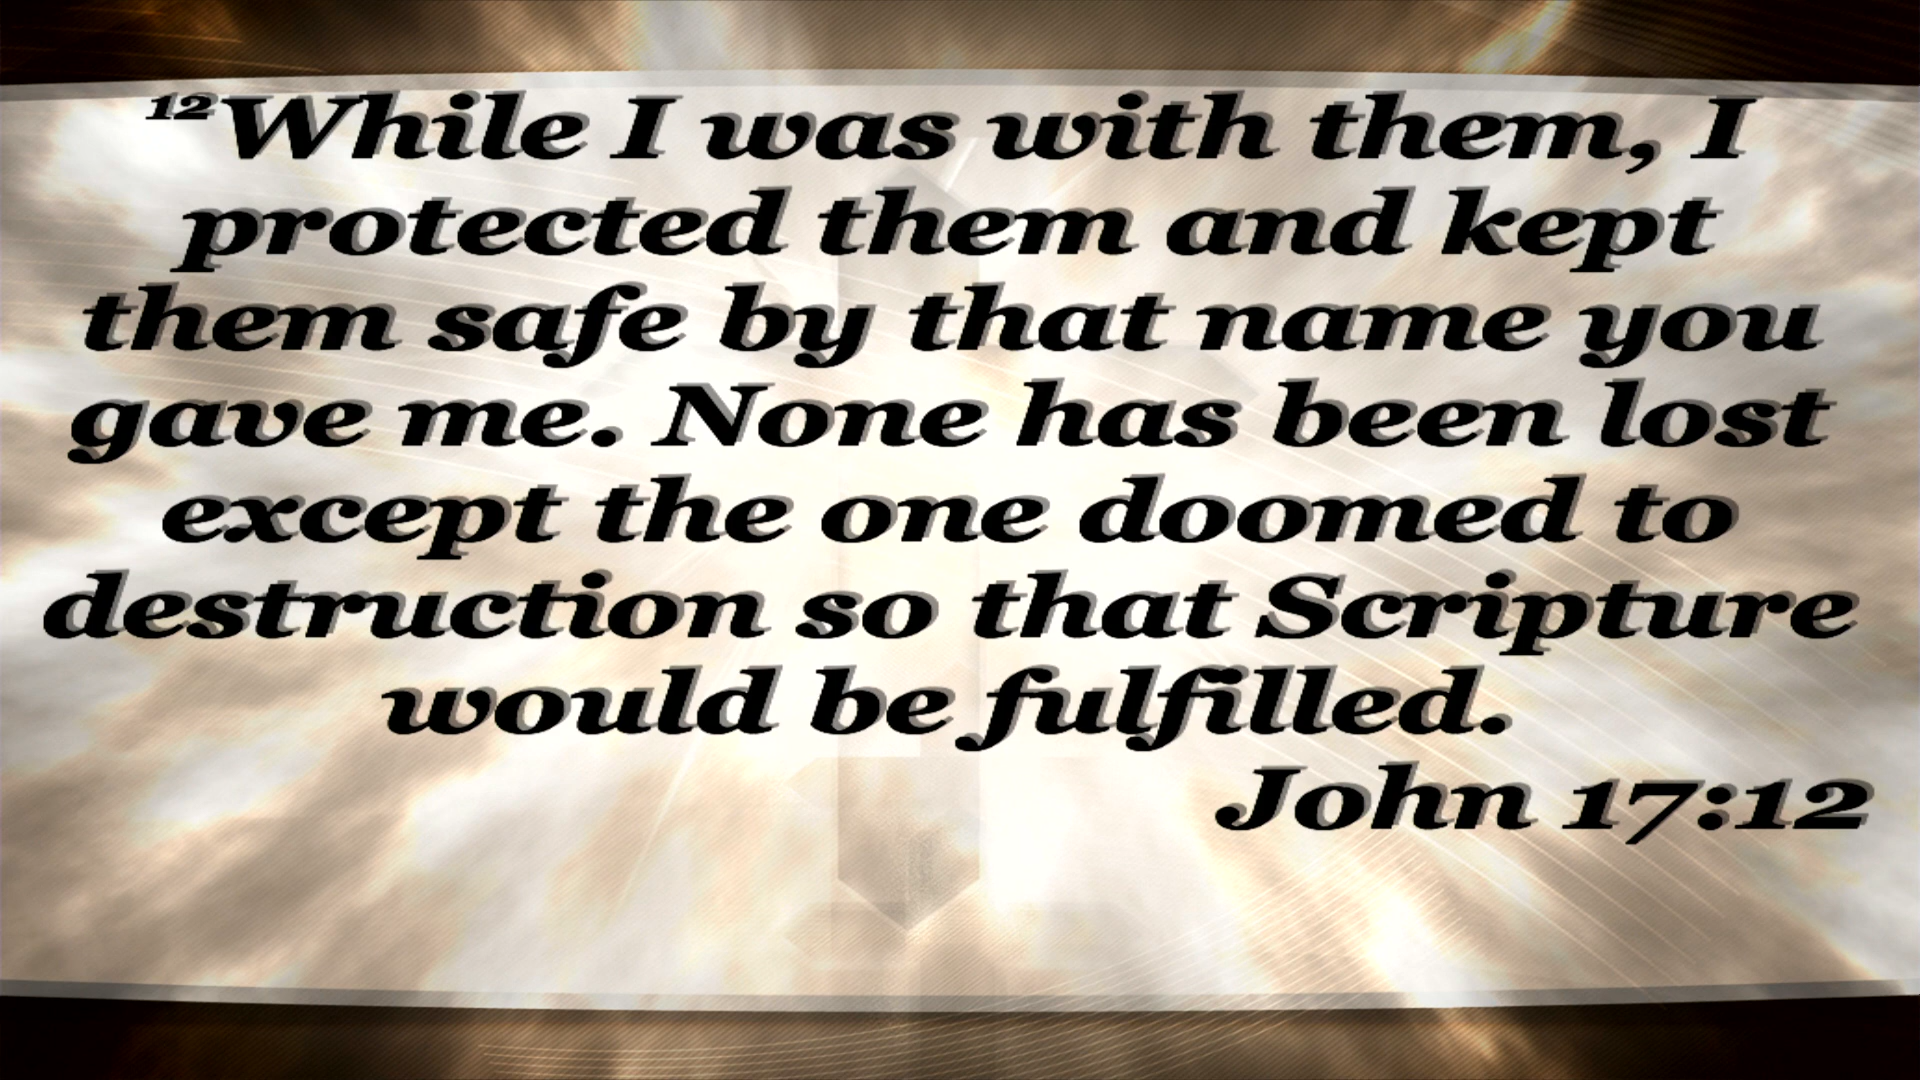 ¹²While I was with them, I
protected them and kept
them safe by that name you
gave me. None has been lost
except the one doomed to
destruction so that Scripture
would be fulfilled.
John 17:12